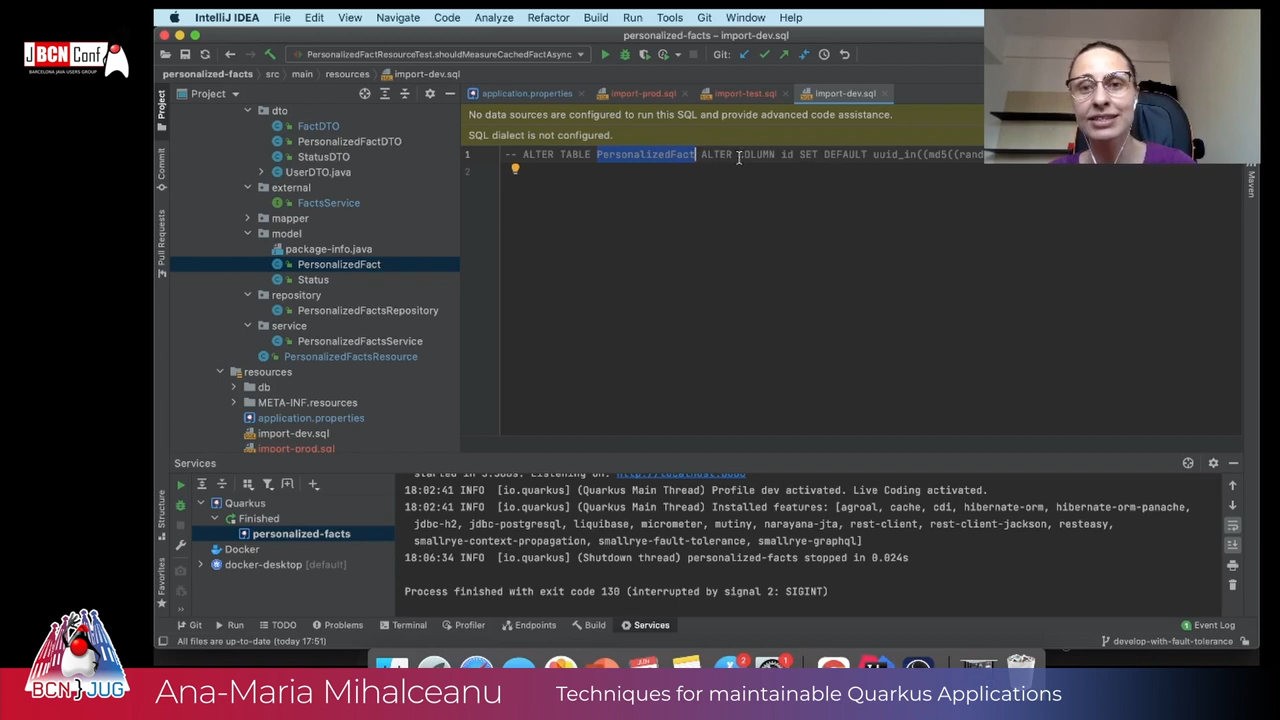 JBCNConf
BARCELONA JAVA USERS GROUP
IntelliJ IDEA File Edit View Navigate Code Analyze Refactor Build Run Tools Git Window Help
personalized-facts – import-dev.sql
PersonalizedFactResourceTest.shouldMeasureCachedFactAsync
Git:
personalized-facts › src › main › resources › import-dev.sql
Project
Project
Commit
Pull Requests
Structure
Favorites
Maven
dto
FactDTO
PersonalizedFactDTO
StatusDTO
UserDTO.java
external
FactsService
mapper
model
package-info.java
PersonalizedFact
Status
repository
PersonalizedFactsRepository
service
PersonalizedFactsService
PersonalizedFactsResource
resources
db
META-INF.resources
application.properties
import-dev.sql
import-prod.sql
application.properties import-prod.sql import-test.sql import-dev.sql
No data sources are configured to run this SQL and provide advanced code assistance.
SQL dialect is not configured.
1 -- ALTER TABLE PersonalizedFact ALTER COLUMN id SET DEFAULT uuid_in((md5((rand
2
Services
Quarkus
Finished
personalized-facts
Docker
docker-desktop [default]
18:02:41 INFO [io.quarkus] (Quarkus Main Thread) Profile dev activated. Live Coding activated.
18:02:41 INFO [io.quarkus] (Quarkus Main Thread) Installed features: [agroal, cache, cdi, hibernate-orm, hibernate-orm-panache,
jdbc-h2, jdbc-postgresql, liquibase, micrometer, mutiny, narayana-jta, rest-client, rest-client-jackson, resteasy,
smallrye-context-propagation, smallrye-fault-tolerance, smallrye-graphql]
18:06:34 INFO [io.quarkus] (Shutdown thread) personalized-facts stopped in 0.024s
Process finished with exit code 130 (interrupted by signal 2: SIGINT)
Git Run TODO Problems Terminal Profiler Endpoints Build Services
1 Event Log
All files are up-to-date (today 17:51)
develop-with-fault-tolerance
JUN
2
1
BCN JUG
Ana-Maria Mihalceanu
Techniques for maintainable Quarkus Applications